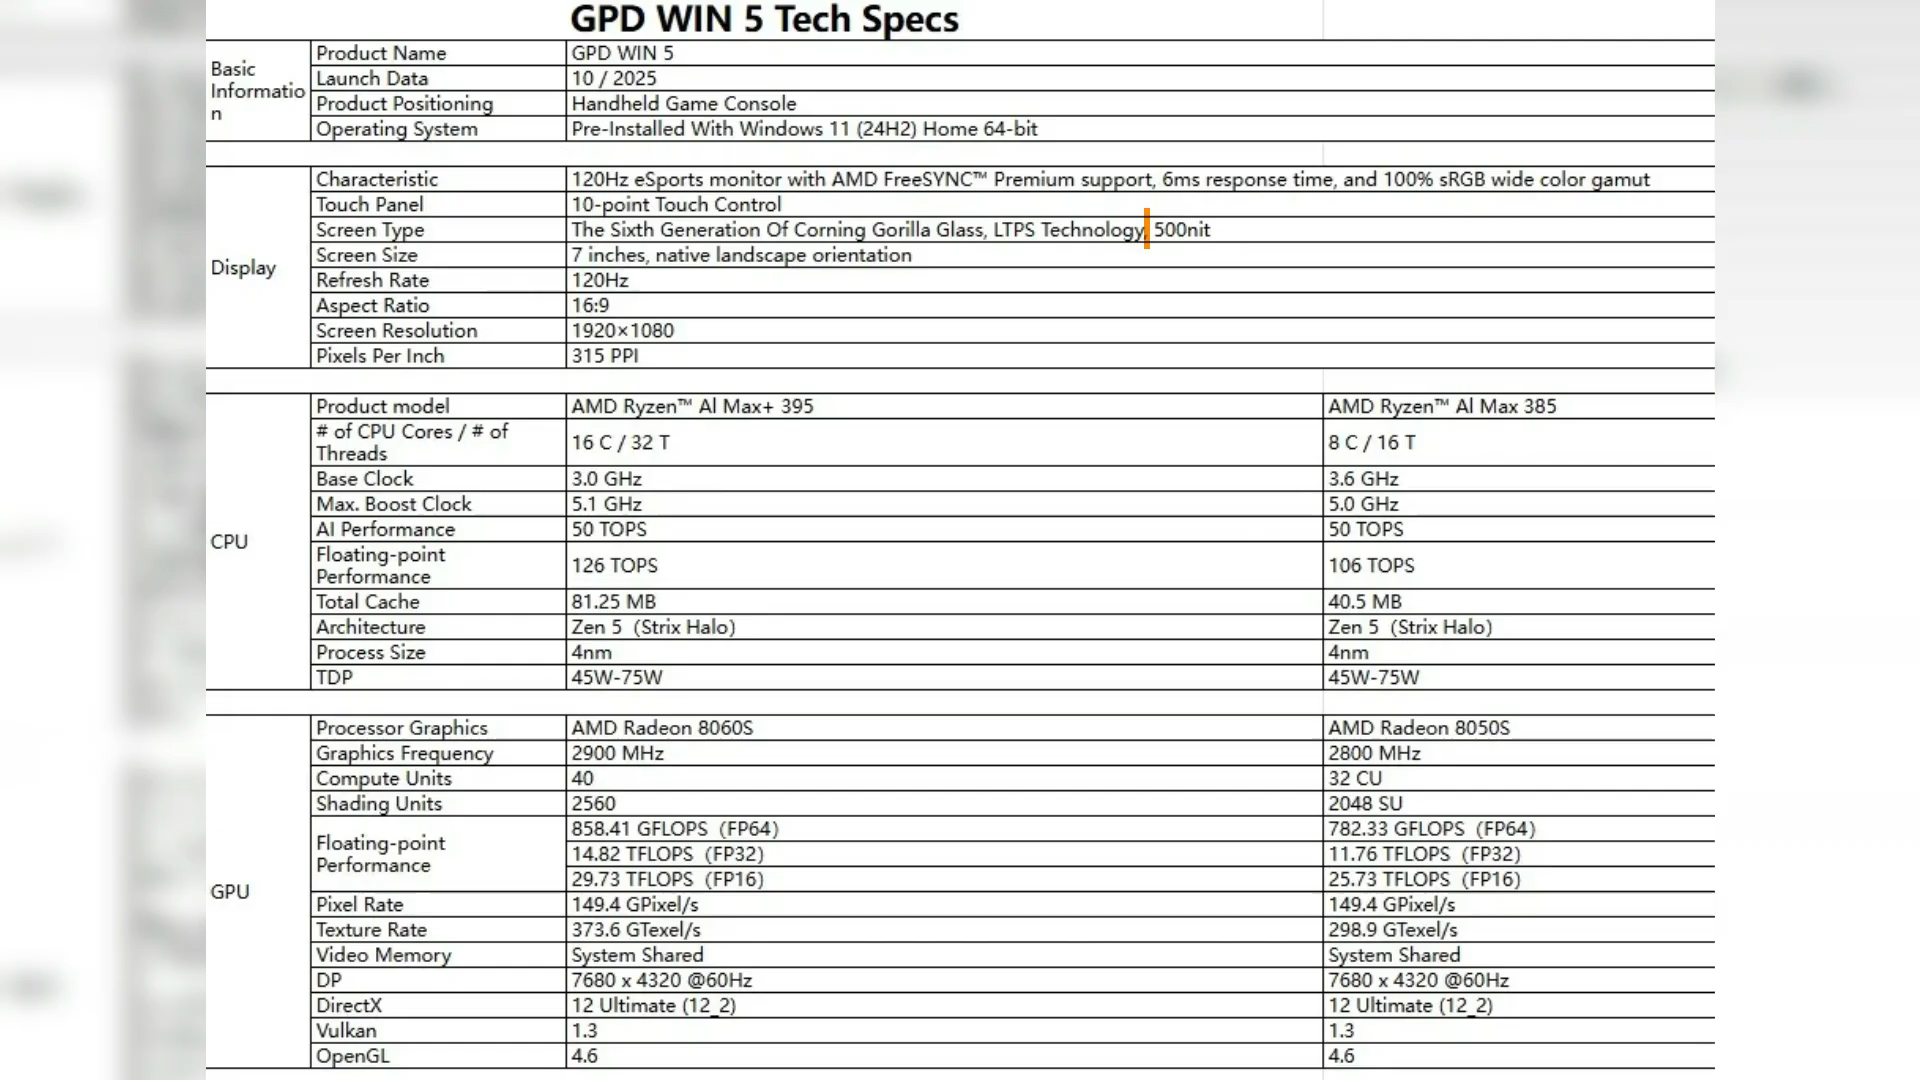 GPD WIN 5 Tech Specs
Basic
Informatio
n
Product Name GPD WIN 5
Launch Data 10 / 2025
Product Positioning Handheld Game Console
Operating System Pre-Installed With Windows 11 (24H2) Home 64-bit
Display
Characteristic 120Hz eSports monitor with AMD FreeSYNC™ Premium support, 6ms response time, and 100% sRGB wide color gamut
Touch Panel 10-point Touch Control
Screen Type The Sixth Generation Of Corning Gorilla Glass, LTPS Technology, 500nit
Screen Size 7 inches, native landscape orientation
Refresh Rate 120Hz
Aspect Ratio 16:9
Screen Resolution 1920×1080
Pixels Per Inch 315 PPI
CPU
Product model AMD Ryzen™ Al Max+ 395 AMD Ryzen™ Al Max 385
# of CPU Cores / # of
Threads 16 C / 32 T 8 C / 16 T
Base Clock 3.0 GHz 3.6 GHz
Max. Boost Clock 5.1 GHz 5.0 GHz
AI Performance 50 TOPS 50 TOPS
Floating-point
Performance 126 TOPS 106 TOPS
Total Cache 81.25 MB 40.5 MB
Architecture Zen 5 (Strix Halo) Zen 5 (Strix Halo)
Process Size 4nm 4nm
TDP 45W-75W 45W-75W
GPU
Processor Graphics AMD Radeon 8060S AMD Radeon 8050S
Graphics Frequency 2900 MHz 2800 MHz
Compute Units 40 32 CU
Shading Units 2560 2048 SU
Floating-point
Performance
858.41 GFLOPS (FP64) 782.33 GFLOPS (FP64)
14.82 TFLOPS (FP32) 11.76 TFLOPS (FP32)
29.73 TFLOPS (FP16) 25.73 TFLOPS (FP16)
Pixel Rate 149.4 GPixel/s 149.4 GPixel/s
Texture Rate 373.6 GTexel/s 298.9 GTexel/s
Video Memory System Shared System Shared
DP 7680 x 4320 @60Hz 7680 x 4320 @60Hz
DirectX 12 Ultimate (12_2) 12 Ultimate (12_2)
Vulkan 1.3 1.3
OpenGL 4.6 4.6